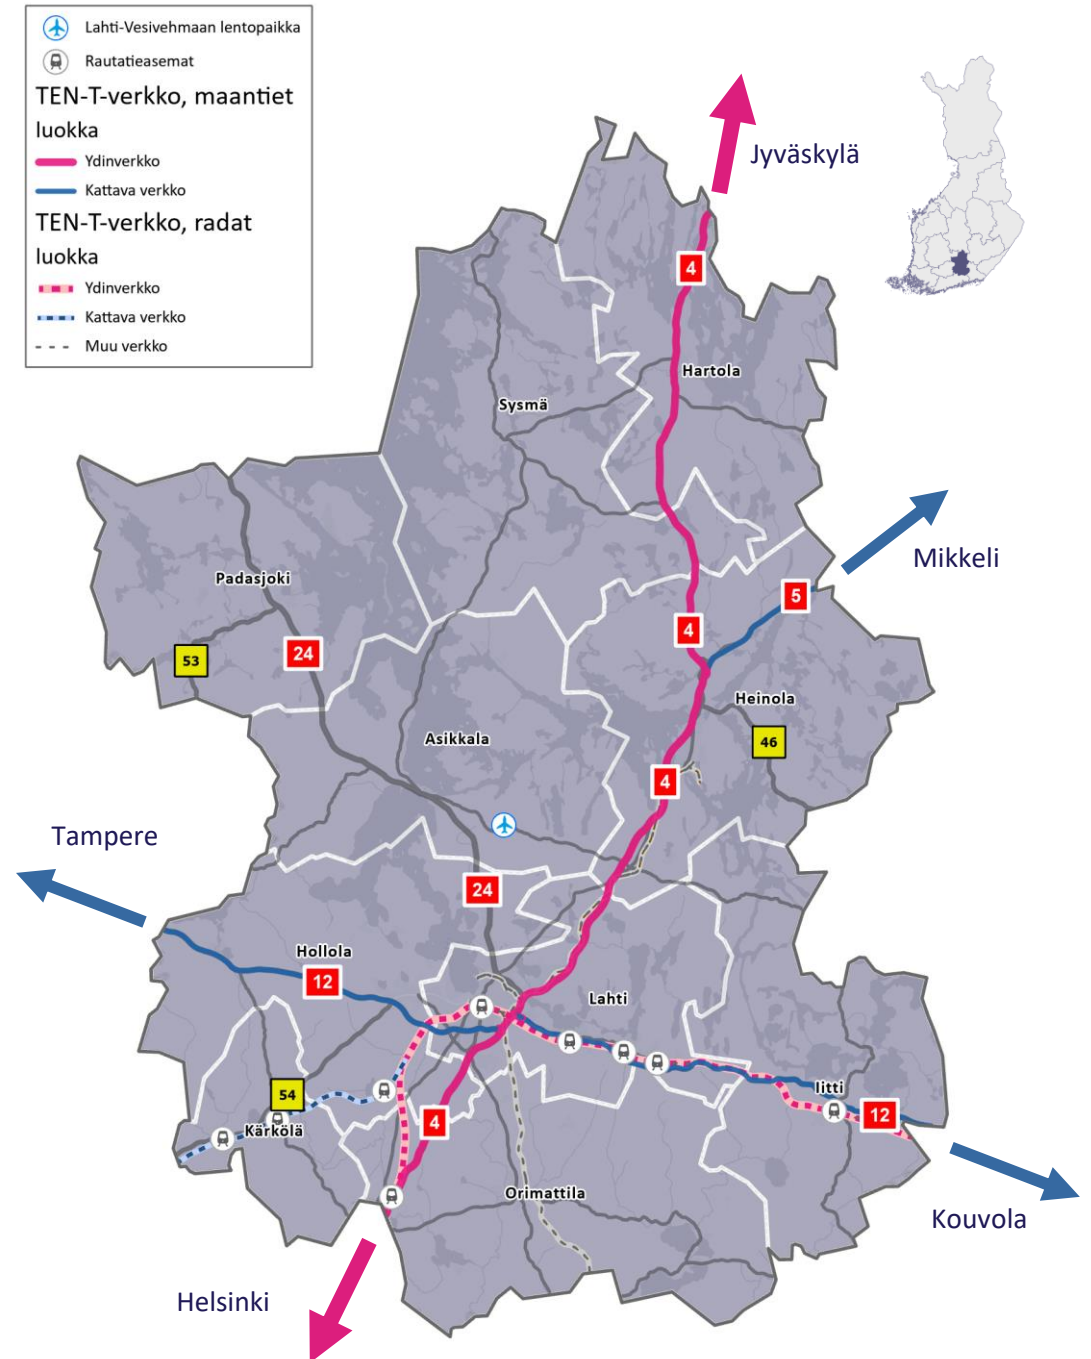 Lahti-Vesivehmaan lentopaikka
Rautatieasemat
TEN-T-verkko, maantiet
luokka
Ydinverkko
Kattava verkko
TEN-T-verkko, radat
luokka
Ydinverkko
Kattava verkko
Muu verkko
Jyväskylä
4
Hartola
Sysmä
Mikkeli
Padasjoki
5
4
53
24
Heinola
Asikkala
46
4
Tampere
24
Hollola
12
Lahti
Iitti
54
12
4
Kärkölä
Orimattila
Kouvola
Helsinki